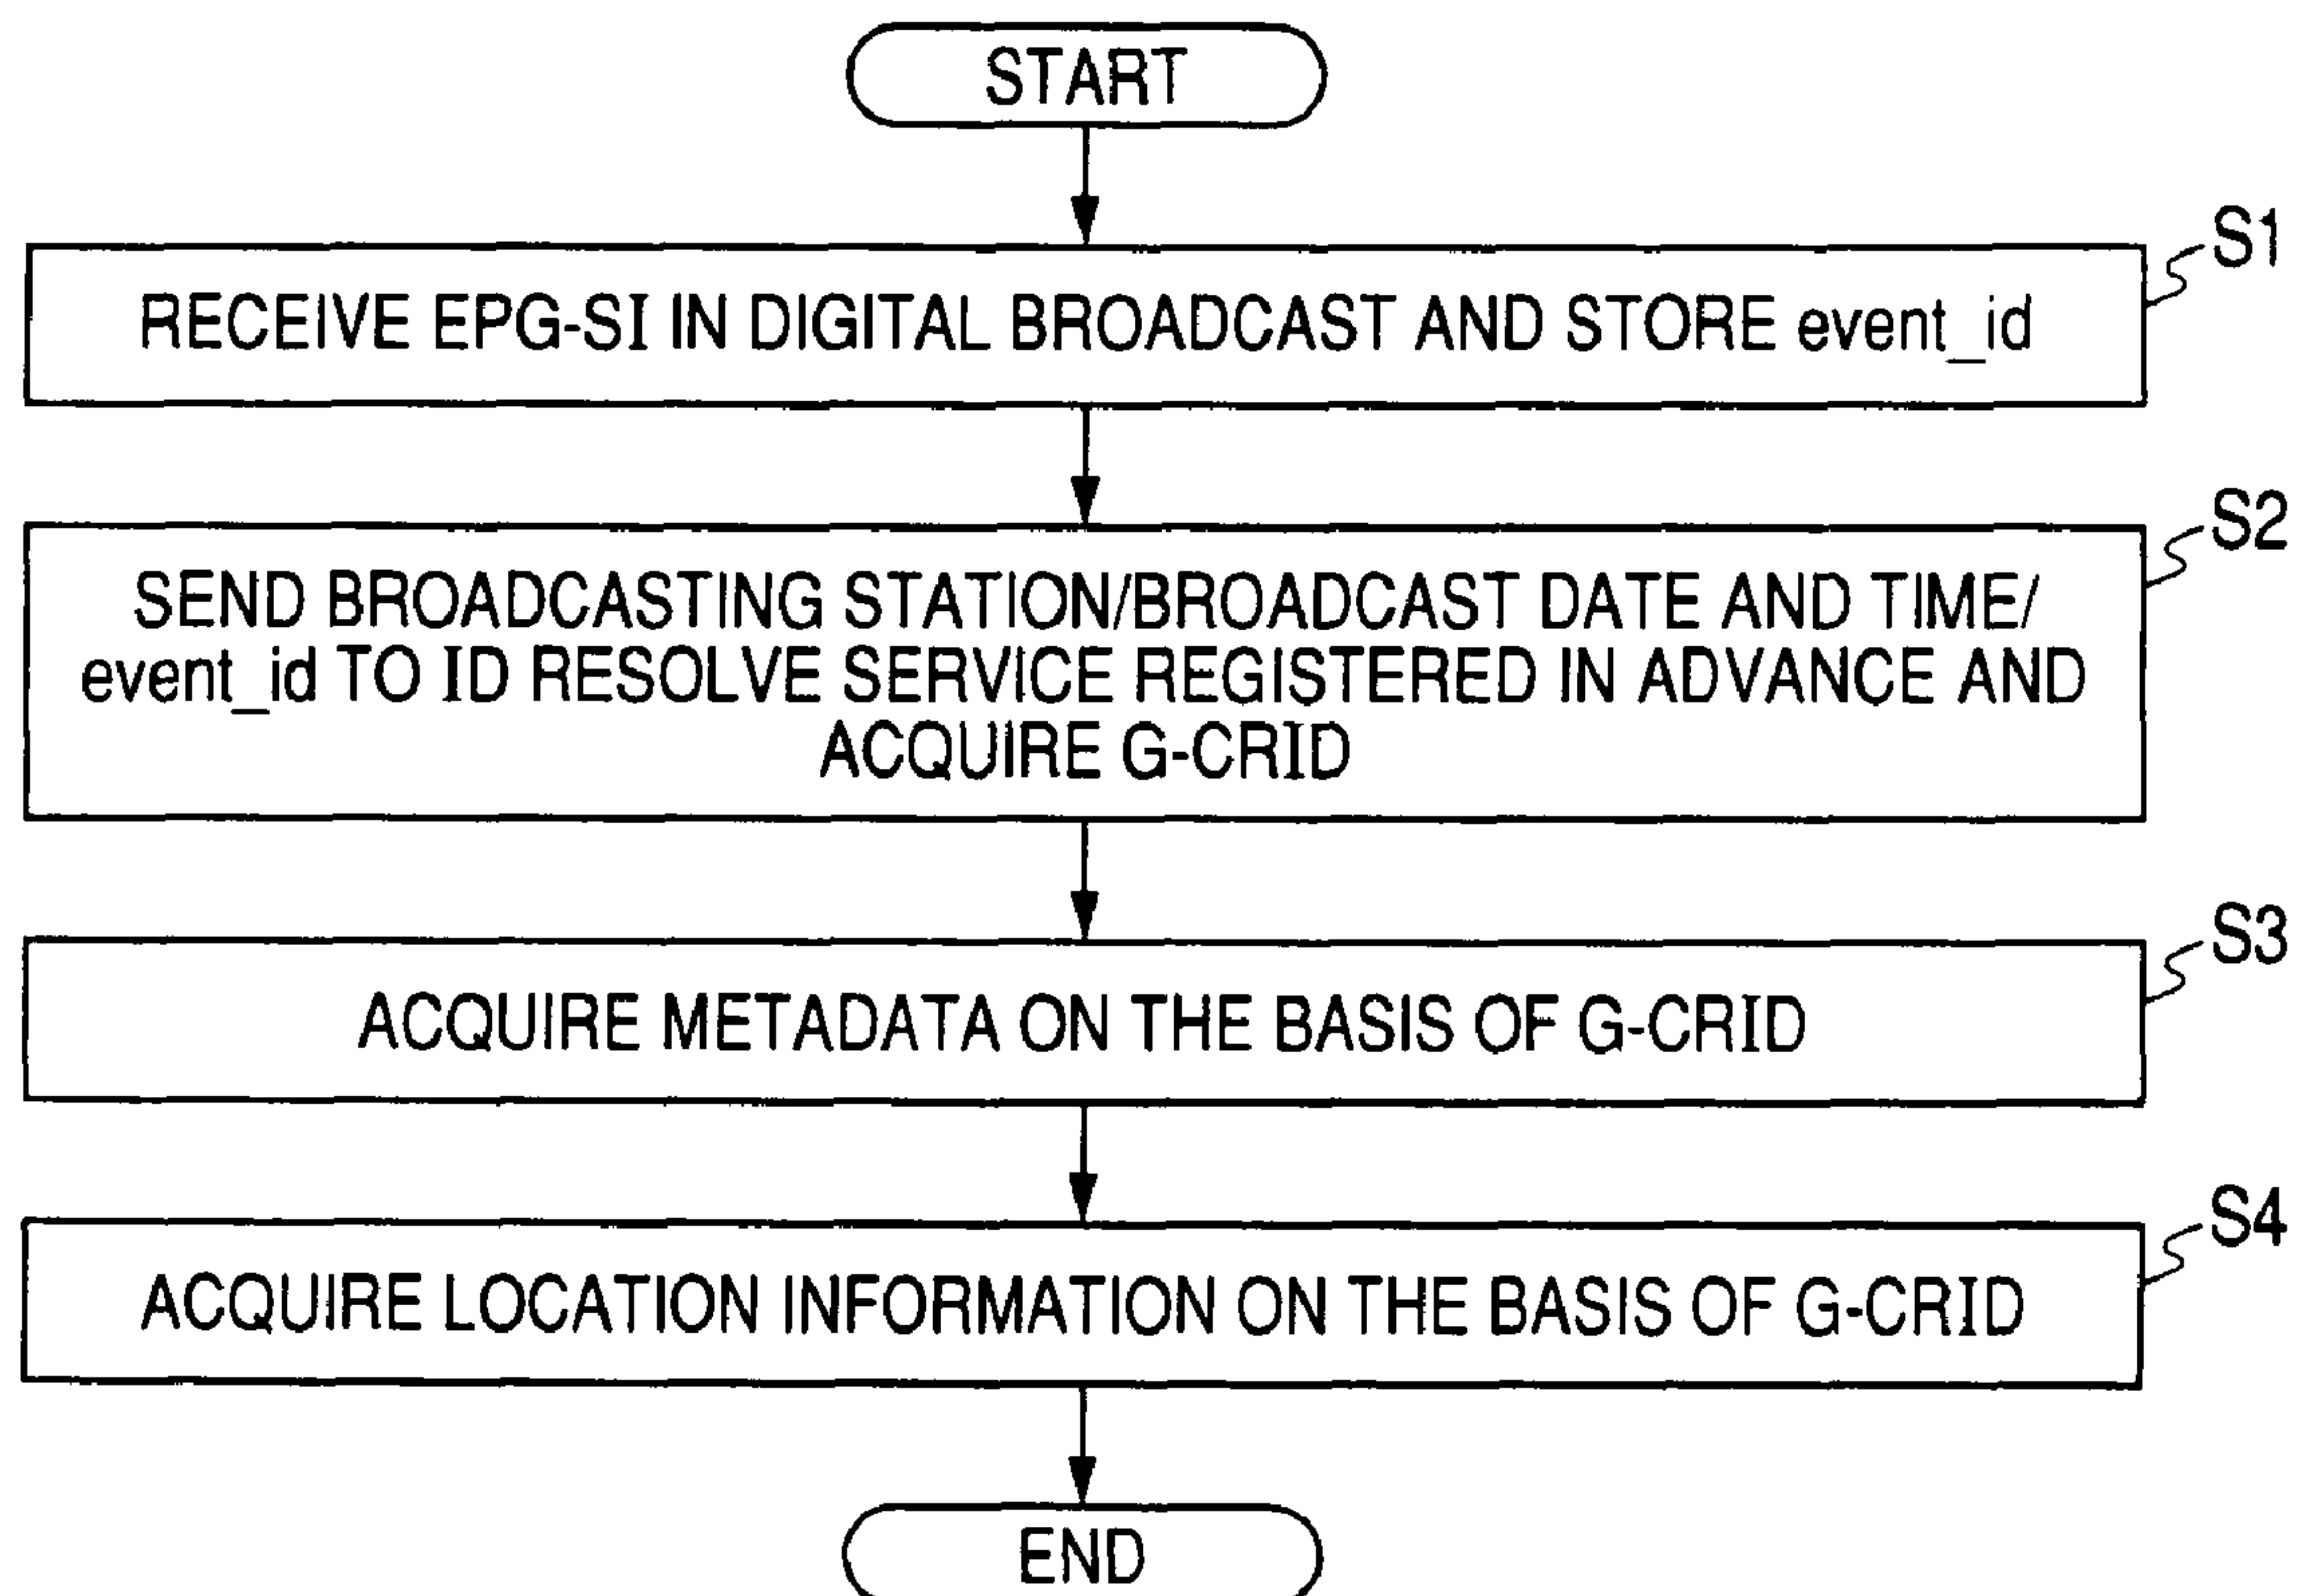 START
S1
RECEIVE EPG-SI IN DIGITAL BROADCAST AND STORE event_id
S2
SEND BROADCASTING STATION/BROADCAST DATE AND TIME/
event_id TO ID RESOLVE SERVICE REGISTERED IN ADVANCE AND
ACQUIRE G-CRID
S3
ACQUIRE METADATA ON THE BASIS OF G-CRID
S4
ACQUIRE LOCATION INFORMATION ON THE BASIS OF G-CRID
END